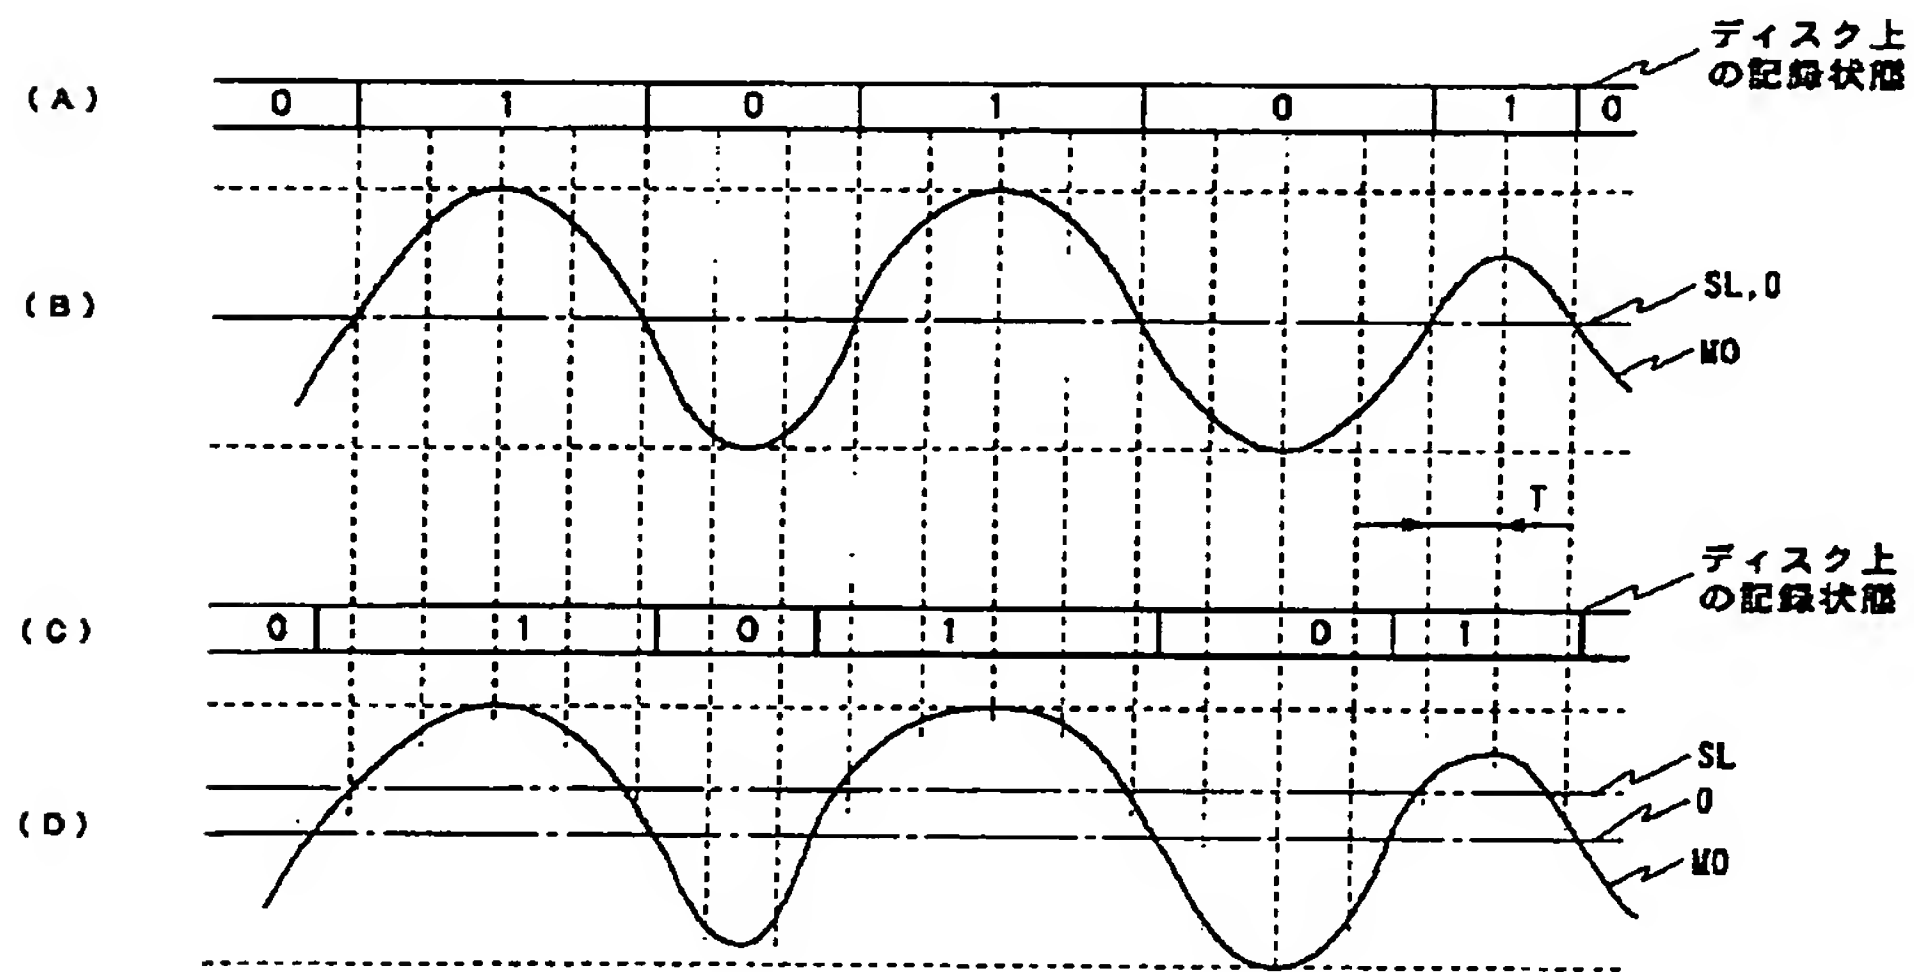 ディスク上
の記録状態
(A)
0 1 0 1 0 1 0
(B)
SL,0
MO
T
ディスク上
の記録状態
(C)
0 1 0 1 0 1
(D)
SL
0
MO